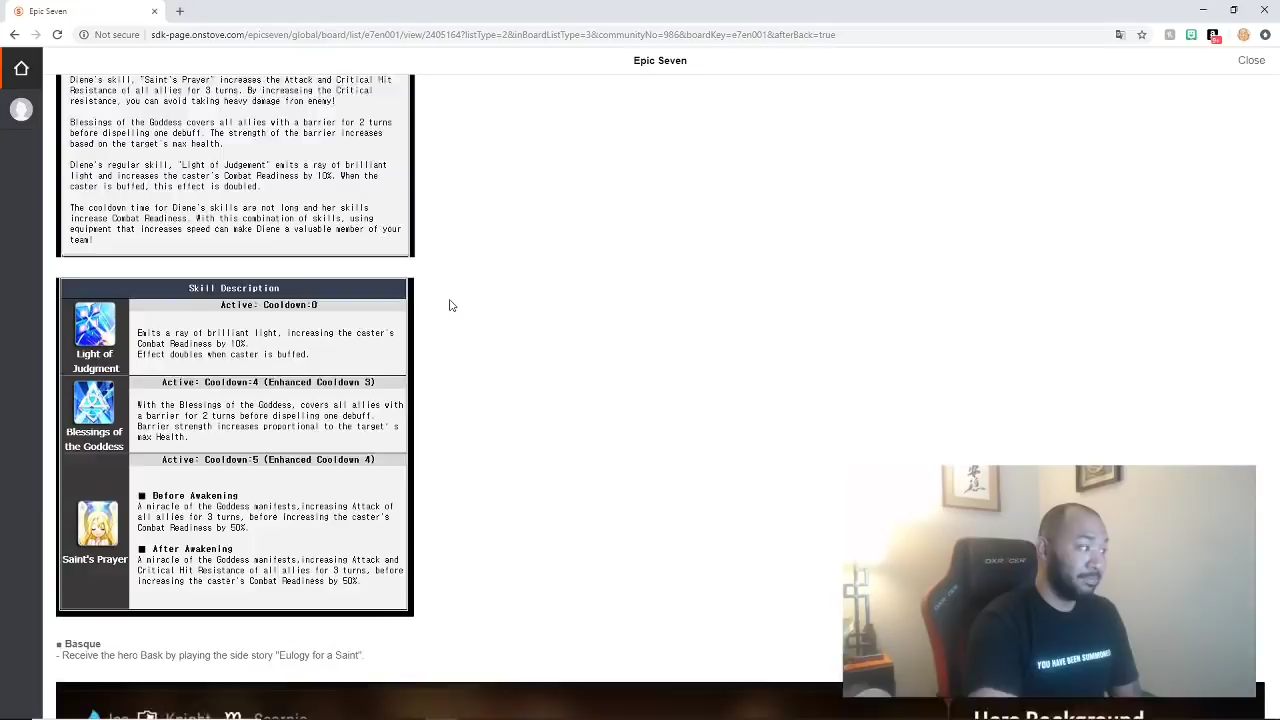 Epic Seven
Not secure | sdk-page.onstove.com/epicseven/global/board/list/e7en001/view/2405164?listType=2&inBoardListType=3&communityNo=986&boardKey=e7en001&afterBack=true
Epic Seven
Close
Diene's skill, "Saint's Prayer" increases the Attack and Critical Hit
Resistance of all allies for 3 turns. By increasing the Critical
resistance, you can avoid taking heavy damage from enemy!
Blessings of the Goddess covers all allies with a barrier for 2 turns
before dispelling one debuff. The strength of the barrier increases
based on the target's max health.
Diene's regular skill, "Light of Judgement" emits a ray of brilliant
light and increases the caster's Combat Readiness by 10%. When the
caster is buffed, this effect is doubled.
The cooldown time for Diene's skills are not long and her skills
increase Combat Readiness. With this combination of skills, using
equipment that increases speed can make Diene a valuable member of your
team!
Skill Description
Active: Cooldown:0
Emits a ray of brilliant light, increasing the caster's
Combat Readiness by 10%.
Effect doubles when caster is buffed.
Light of
Judgment
Active: Cooldown:4 (Enhanced Cooldown 3)
With the Blessings of the Goddess, covers all allies with
a barrier for 2 turns before dispelling one debuff.
Barrier strength increases proportional to the target's
max Health.
Blessings of
the Goddess
Active: Cooldown:5 (Enhanced Cooldown 4)
■ Before Awakening
A miracle of the Goddess manifests,increasing Attack of
all allies for 3 turns, before increasing the caster's
Combat Readiness by 50%.
■ After Awakening
A miracle of the Goddess manifests,increasing Attack and
Critical Hit Resistance of all allies for 3 turns, before
increasing the caster's Combat Readiness by 50%.
Saint's Prayer
■ Basque
- Receive the hero Bask by playing the side story "Eulogy for a Saint".
Ice Knight Scorpio
Hero Background
DXRACER
YOU HAVE BEEN SUMMONED